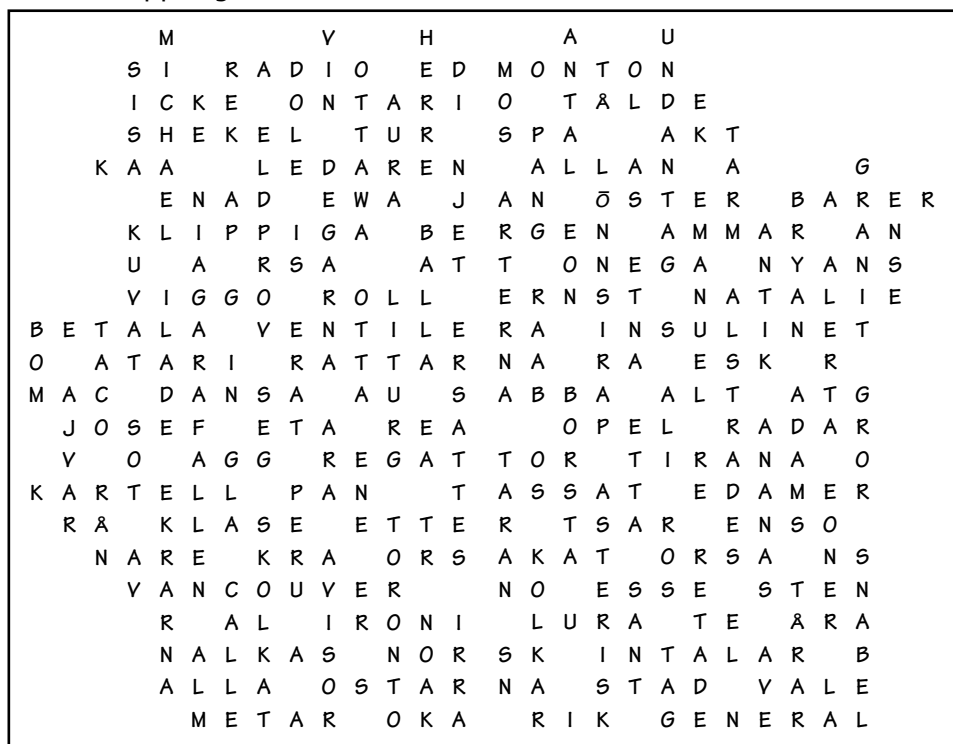 M V H A U
SI RADIO EDMONTON
ICKE ONTARIO TÅLDE
SHEKEL TUR SPA AKT
KAA LEDAREN ALLAN A G
ENAD EWA JAN ÖSTER BARER
KLIPPIGA BERGEN AMMAR AN
U A RSA ATT ONEGA NYANS
VIGGO ROLL ERNST NATALIE
BETALA VENTILERA INSULINET
O ATARI RATTARNA RA ESK R
MAC DANSA AU SABBA ALT ATG
JOSEF ETA REA OPEL RADAR
V O AGG REGATTOR TIRANA O
KARTELL PAN TASSAT EDAMER
RÅ KLASE ETTER TSAR ENSO
NARE KRA ORSAKAT ORSA NS
VANCOUVER NO ESSE STEN
R AL IRONI LURA TE ÅRA
NALKAS NORSK INTALAR B
ALLA OSTARNA STAD VALE
METAR OKA RIK GENERAL